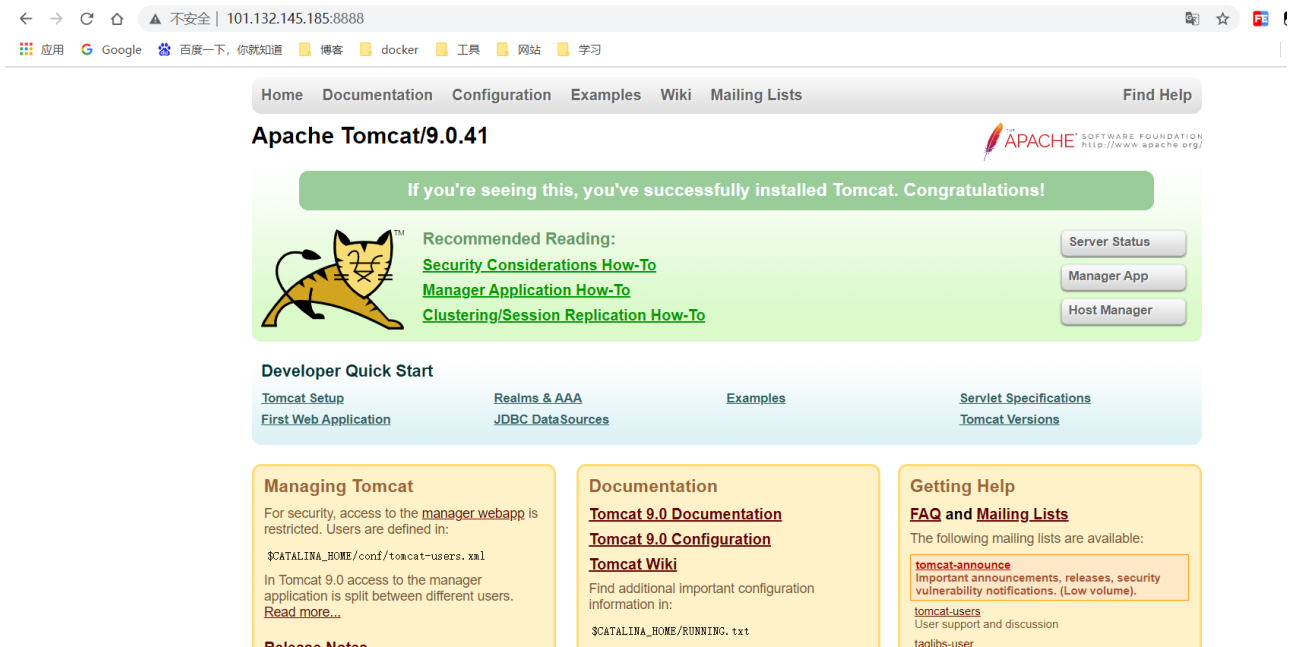 不安全 | 101.132.145.185:8888
应用 Google 百度一下，你就知道 博客 docker 工具 网站 学习
Home Documentation Configuration Examples Wiki Mailing Lists Find Help
Apache Tomcat/9.0.41
THE
APACHE SOFTWARE FOUNDATION
http://www.apache.org/
If you're seeing this, you've successfully installed Tomcat. Congratulations!
TM
Recommended Reading:
Security Considerations How-To
Manager Application How-To
Clustering/Session Replication How-To
Server Status
Manager App
Host Manager
Developer Quick Start
Tomcat Setup
First Web Application
Realms & AAA
JDBC DataSources
Examples
Servlet Specifications
Tomcat Versions
Managing Tomcat
For security, access to the manager webapp is
restricted. Users are defined in:
$CATALINA_HOME/conf/tomcat-users.xml
In Tomcat 9.0 access to the manager
application is split between different users.
Read more...
Release Notes
Documentation
Tomcat 9.0 Documentation
Tomcat 9.0 Configuration
Tomcat Wiki
Find additional important configuration
information in:
$CATALINA_HOME/RUNNING.txt
Getting Help
FAQ and Mailing Lists
The following mailing lists are available:
tomcat-announce
Important announcements, releases, security
vulnerability notifications. (Low volume).
tomcat-users
User support and discussion
taglibs-user